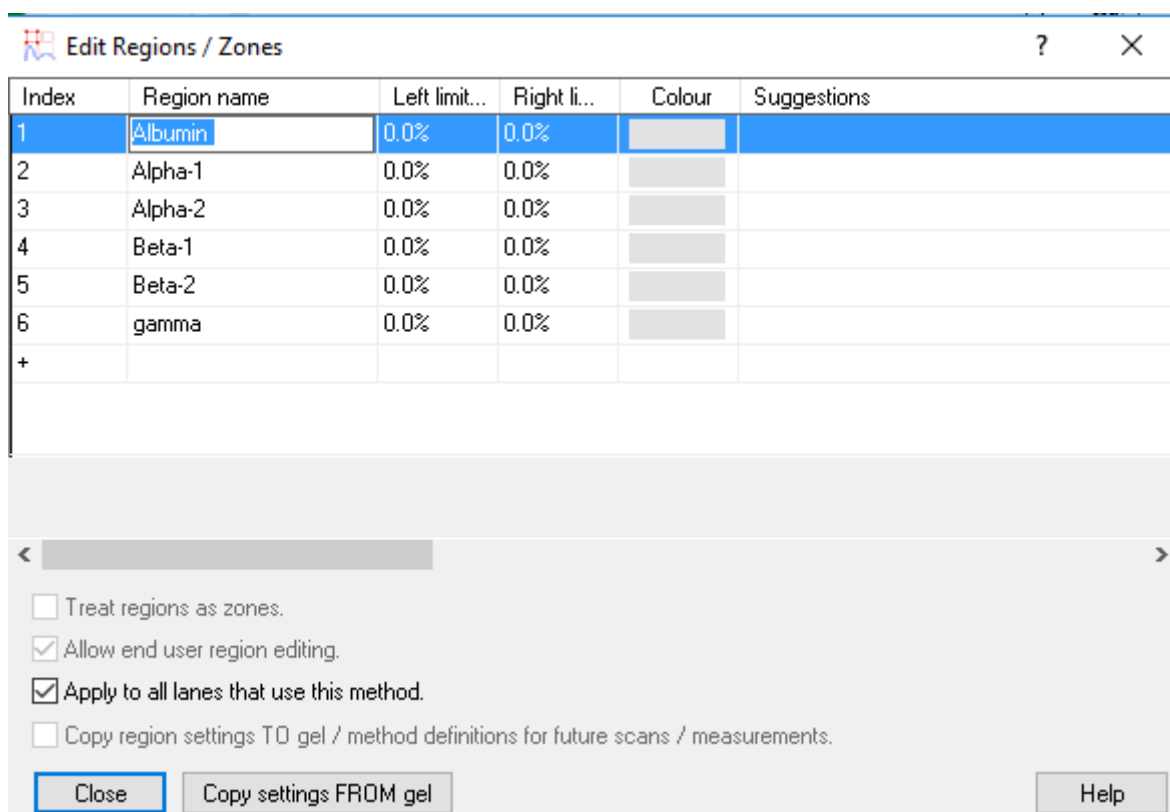 Edit Regions / Zones ?
Index Region name Left limit... Right li... Colour Suggestions
1 Albumin 0.0% 0.0%
2 Alpha-1 0.0% 0.0%
3 Alpha-2 0.0% 0.0%
4 Beta-1 0.0% 0.0%
5 Beta-2 0.0% 0.0%
6 gamma 0.0% 0.0%
+
Treat regions as zones.
Allow end user region editing.
Apply to all lanes that use this method.
Copy region settings TO gel / method definitions for future scans / measurements.
Close Copy settings FROM gel Help